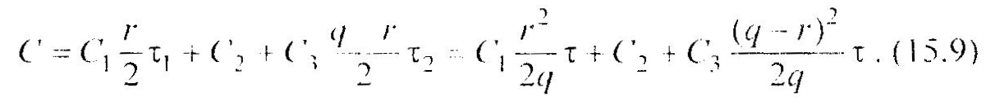 C = C₁ r/2 τ₁ + C₂ + C₃ (q − r)/2 τ₂ = C₁ r²/2q τ + C₂ + C₃ (q − r)²/2q τ . (15.9)